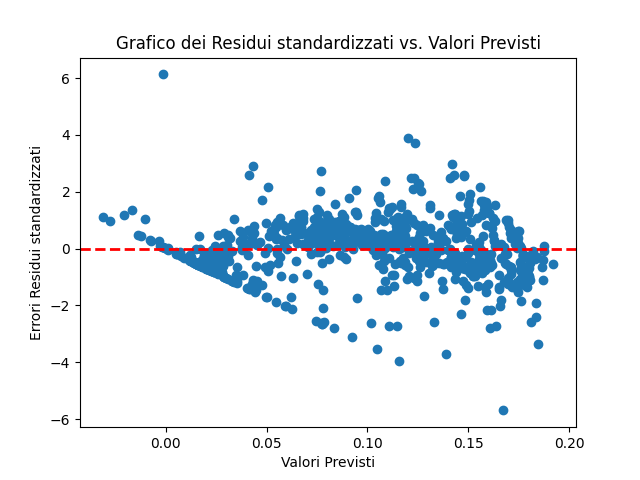 Grafico dei Residui standardizzati vs. Valori Previsti
Errori Residui standardizzati
6
4
2
0
−2
−4
−6
0.00 0.05 0.10 0.15 0.20
Valori Previsti